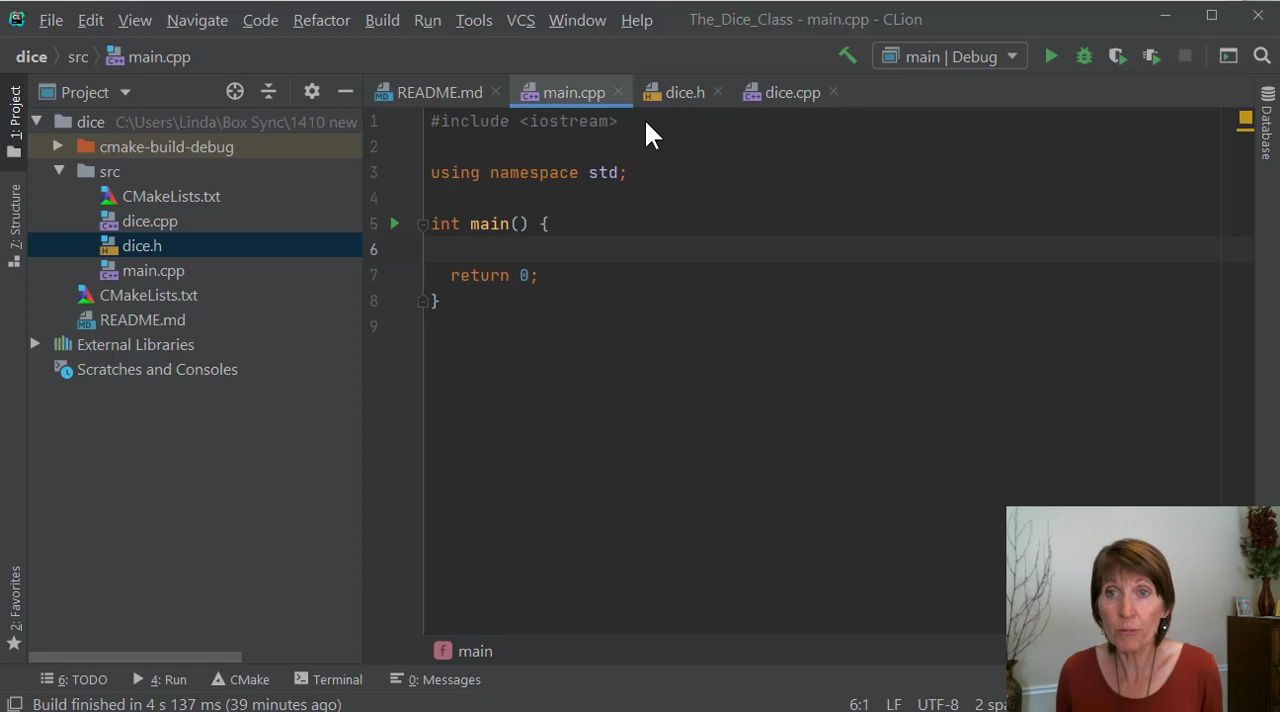 File Edit View Navigate Code Refactor Build Run Tools VCS Window Help The_Dice_Class - main.cpp - CLion
dice src main.cpp main | Debug
1: Project
Project
README.md main.cpp dice.h dice.cpp
Database
dice C:\Users\Linda\Box Sync\1410 new
cmake-build-debug
src
CMakeLists.txt
dice.cpp
dice.h
main.cpp
CMakeLists.txt
README.md
External Libraries
Scratches and Consoles
Z: Structure
2: Favorites
1 #include <iostream>
2
3 using namespace std;
4
5 int main() {
6
7 return 0;
8 }
9
f main
6: TODO 4: Run CMake Terminal 0: Messages
Build finished in 4 s 137 ms (39 minutes ago) 6:1 LF UTF-8 2 spa